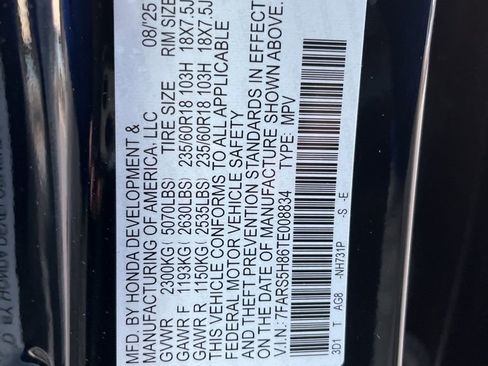 MFD. BY HONDA DEVELOPMENT &
MANUFACTURING OF AMERICA, LLC 08/'25
GVWR 2300KG( 5070LBS) TIRE SIZE RIM SIZE
GAWR F 1193KG( 2630LBS) 235/60R18 103H 18X7.5J
GAWR R 1150KG( 2535LBS) 235/60R18 103H 18X7.5J
THIS VEHICLE CONFORMS TO ALL APPLICABLE
FEDERAL MOTOR VEHICLE SAFETY
AND THEFT PREVENTION STANDARDS IN EFFECT
ON THE DATE OF MANUFACTURE SHOWN ABOVE.
V.I.N.: 7FARS5H86TE008834 TYPE: MPV
3D1 T AG8 -NH731P -S -E